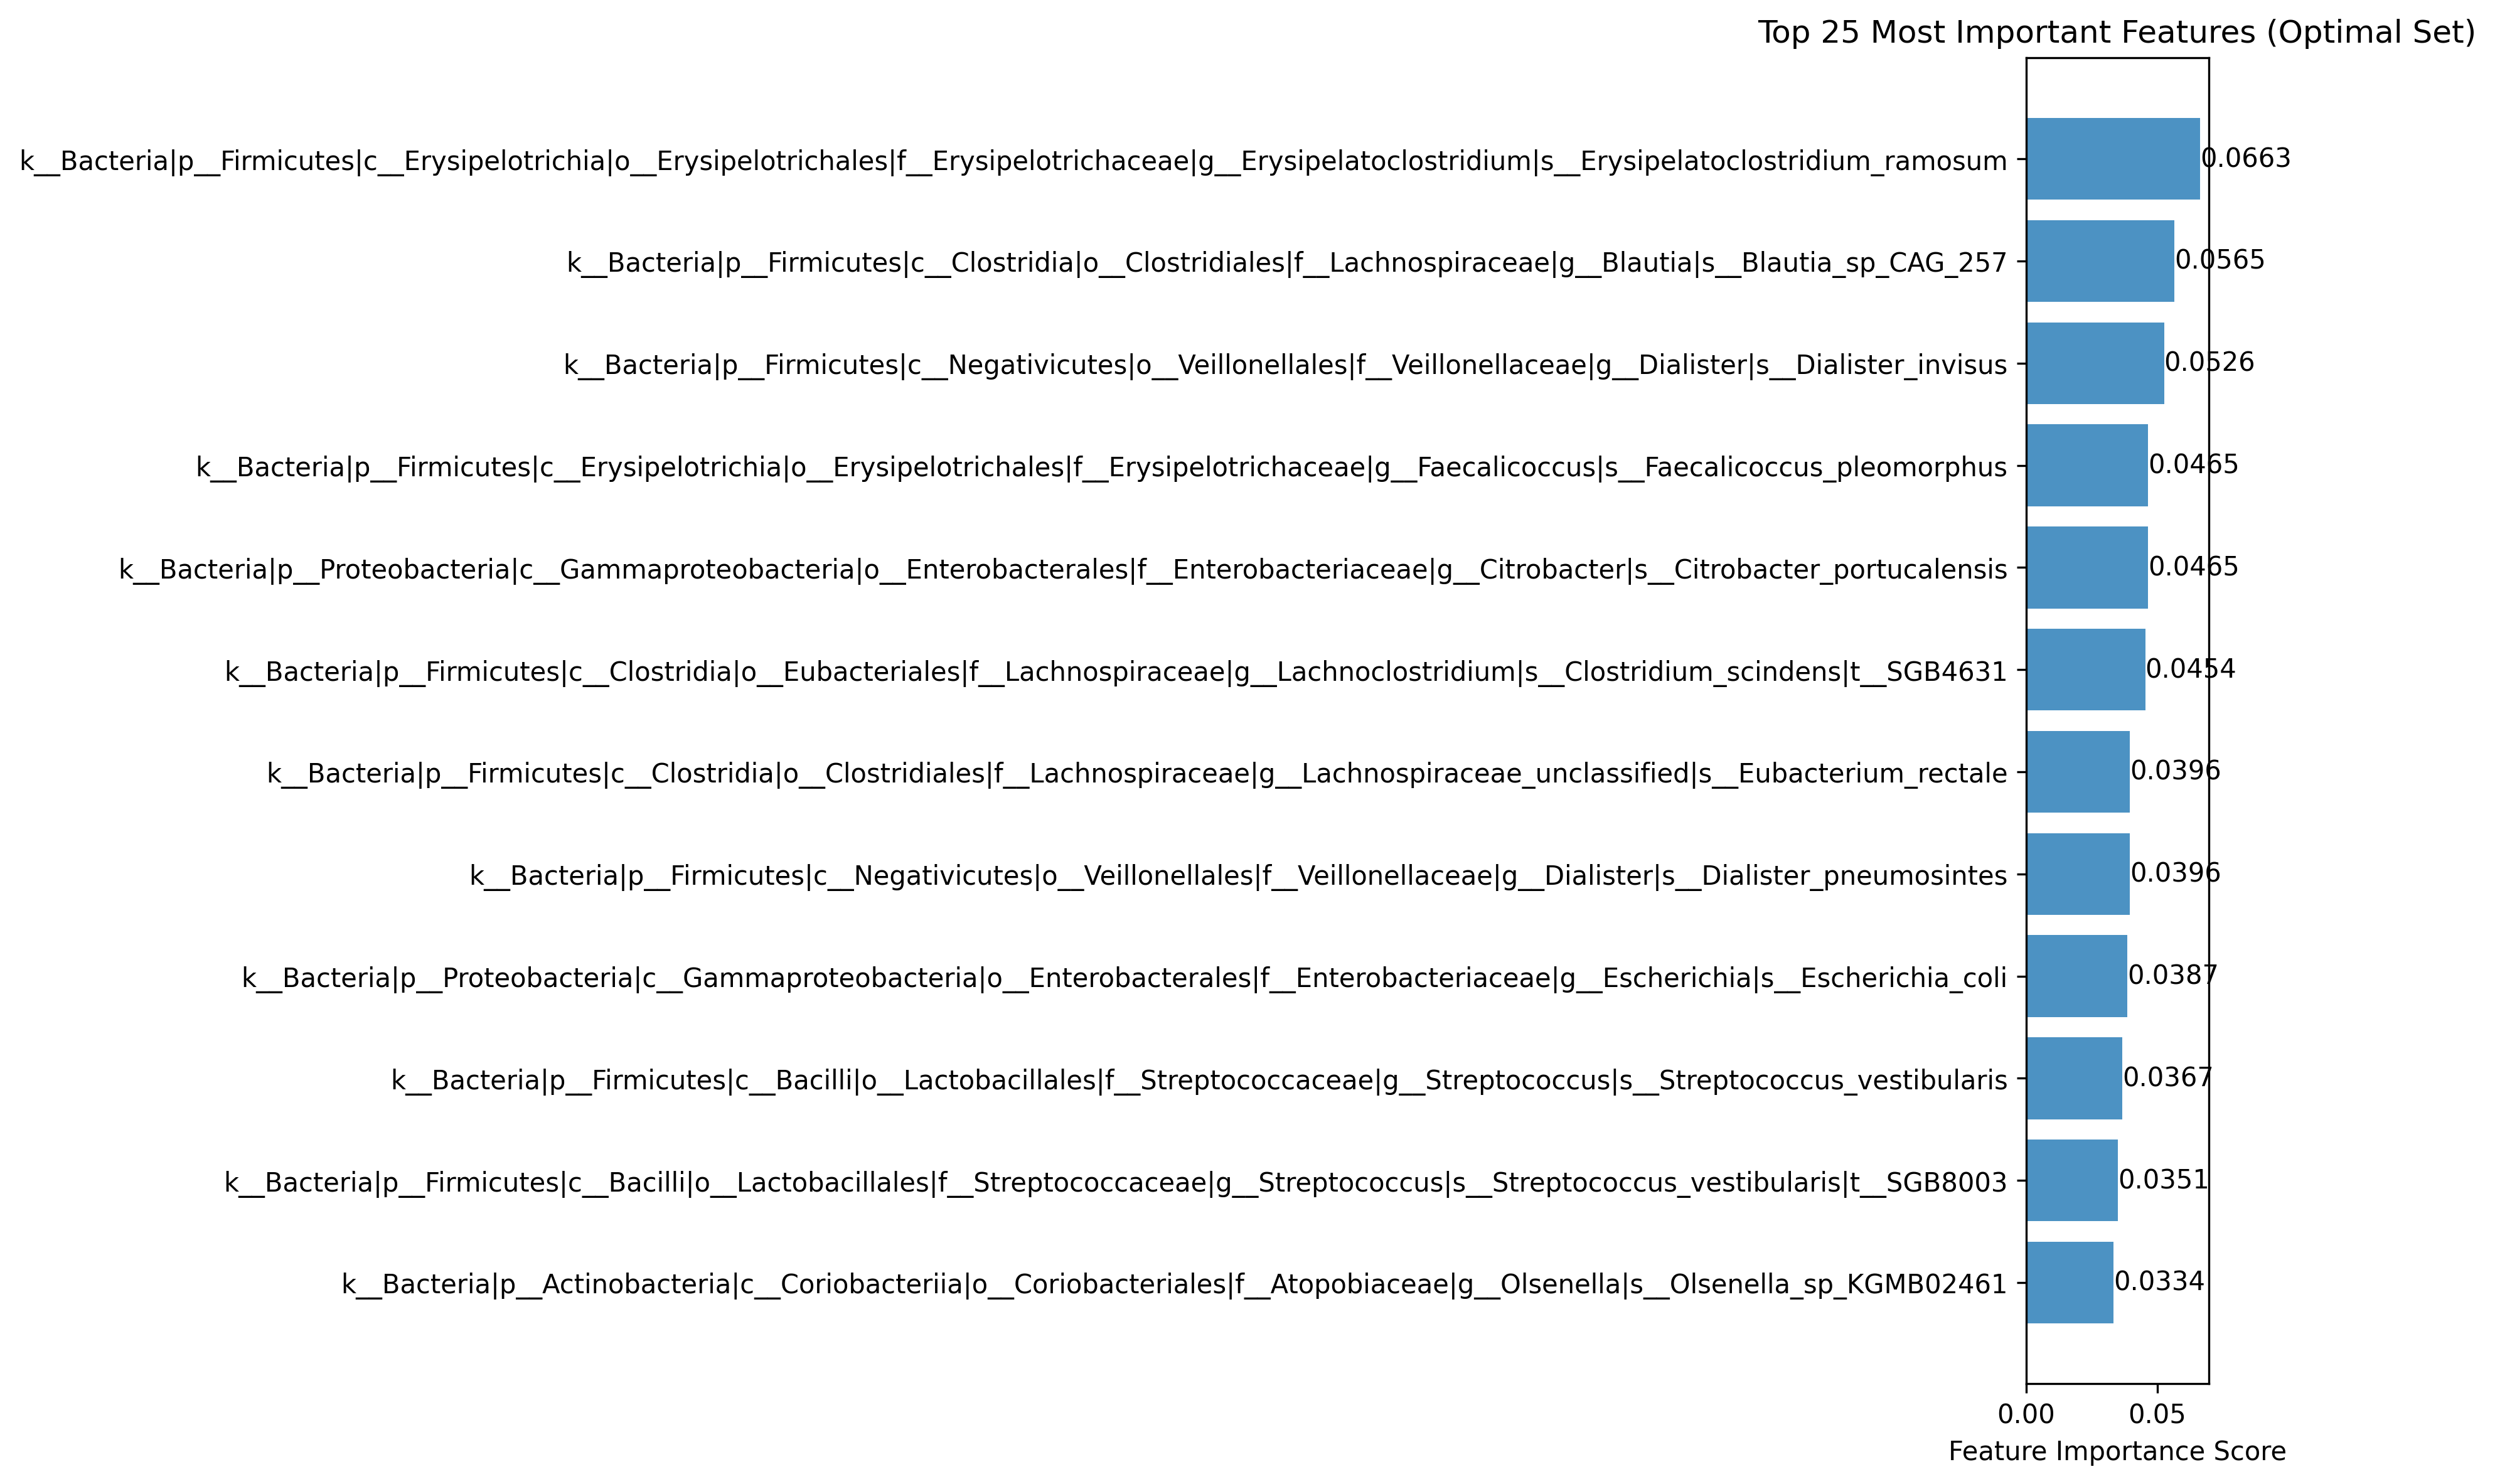 Top 25 Most Important Features (Optimal Set)
k__Bacteria|p__Firmicutes|c__Erysipelotrichia|o__Erysipelotrichales|f__Erysipelotrichaceae|g__Erysipelatoclostridium|s__Erysipelatoclostridium_ramosum 0.0663
k__Bacteria|p__Firmicutes|c__Clostridia|o__Clostridiales|f__Lachnospiraceae|g__Blautia|s__Blautia_sp_CAG_257 0.0565
k__Bacteria|p__Firmicutes|c__Negativicutes|o__Veillonellales|f__Veillonellaceae|g__Dialister|s__Dialister_invisus 0.0526
k__Bacteria|p__Firmicutes|c__Erysipelotrichia|o__Erysipelotrichales|f__Erysipelotrichaceae|g__Faecalicoccus|s__Faecalicoccus_pleomorphus 0.0465
k__Bacteria|p__Proteobacteria|c__Gammaproteobacteria|o__Enterobacterales|f__Enterobacteriaceae|g__Citrobacter|s__Citrobacter_portucalensis 0.0465
k__Bacteria|p__Firmicutes|c__Clostridia|o__Eubacteriales|f__Lachnospiraceae|g__Lachnoclostridium|s__Clostridium_scindens|t__SGB4631 0.0454
k__Bacteria|p__Firmicutes|c__Clostridia|o__Clostridiales|f__Lachnospiraceae|g__Lachnospiraceae_unclassified|s__Eubacterium_rectale 0.0396
k__Bacteria|p__Firmicutes|c__Negativicutes|o__Veillonellales|f__Veillonellaceae|g__Dialister|s__Dialister_pneumosintes 0.0396
k__Bacteria|p__Proteobacteria|c__Gammaproteobacteria|o__Enterobacterales|f__Enterobacteriaceae|g__Escherichia|s__Escherichia_coli 0.0387
k__Bacteria|p__Firmicutes|c__Bacilli|o__Lactobacillales|f__Streptococcaceae|g__Streptococcus|s__Streptococcus_vestibularis 0.0367
k__Bacteria|p__Firmicutes|c__Bacilli|o__Lactobacillales|f__Streptococcaceae|g__Streptococcus|s__Streptococcus_vestibularis|t__SGB8003 0.0351
k__Bacteria|p__Actinobacteria|c__Coriobacteriia|o__Coriobacteriales|f__Atopobiaceae|g__Olsenella|s__Olsenella_sp_KGMB02461 0.0334
0.00 0.05
Feature Importance Score